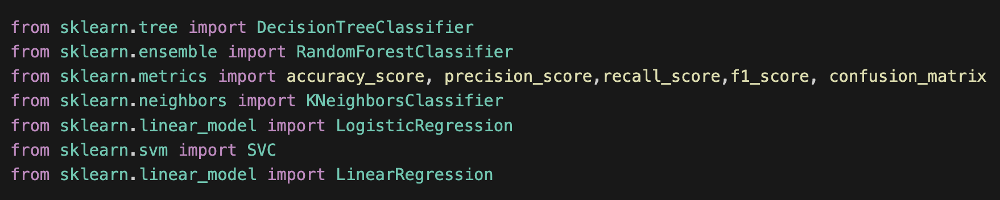 from sklearn.tree import DecisionTreeClassifier
from sklearn.ensemble import RandomForestClassifier
from sklearn.metrics import accuracy_score, precision_score,recall_score,f1_score, confusion_matrix
from sklearn.neighbors import KNeighborsClassifier
from sklearn.linear_model import LogisticRegression
from sklearn.svm import SVC
from sklearn.linear_model import LinearRegression